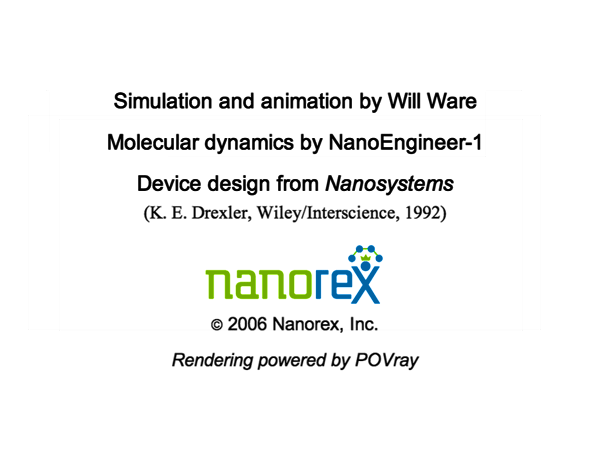 Simulation and animation by Will Ware
Molecular dynamics by NanoEngineer-1
Device design from Nanosystems
(K. E. Drexler, Wiley/Interscience, 1992)
nanorex
© 2006 Nanorex, Inc.
Rendering powered by POVray